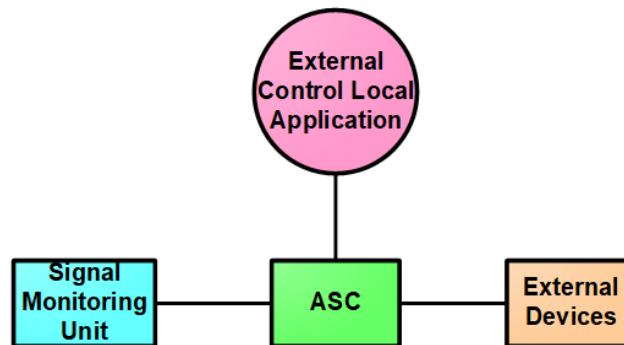 External
Control Local
Application
Signal
Monitoring
Unit
ASC
External
Devices